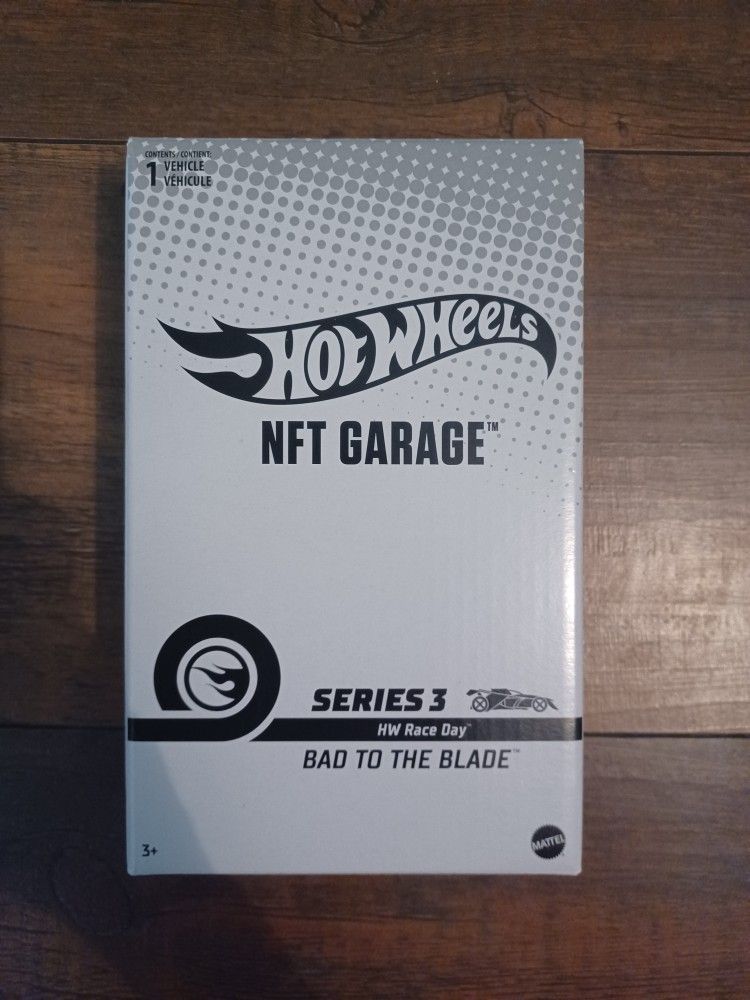 CONTENTS / CONTIENT:
1 VEHICLE
VÉHICULE
HOT WHEELS
NFT GARAGE™
SERIES 3
HW Race Day™
BAD TO THE BLADE™
3+
MATTEL